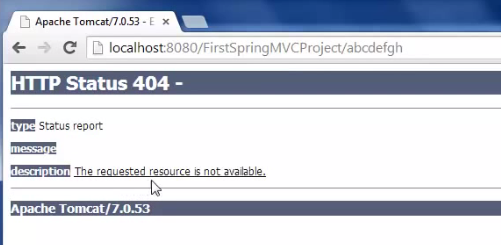 Apache Tomcat/7.0.53 - E
localhost:8080/FirstSpringMVCProject/abcdefgh
HTTP Status 404 -
type Status report
message
description The requested resource is not available.
Apache Tomcat/7.0.53